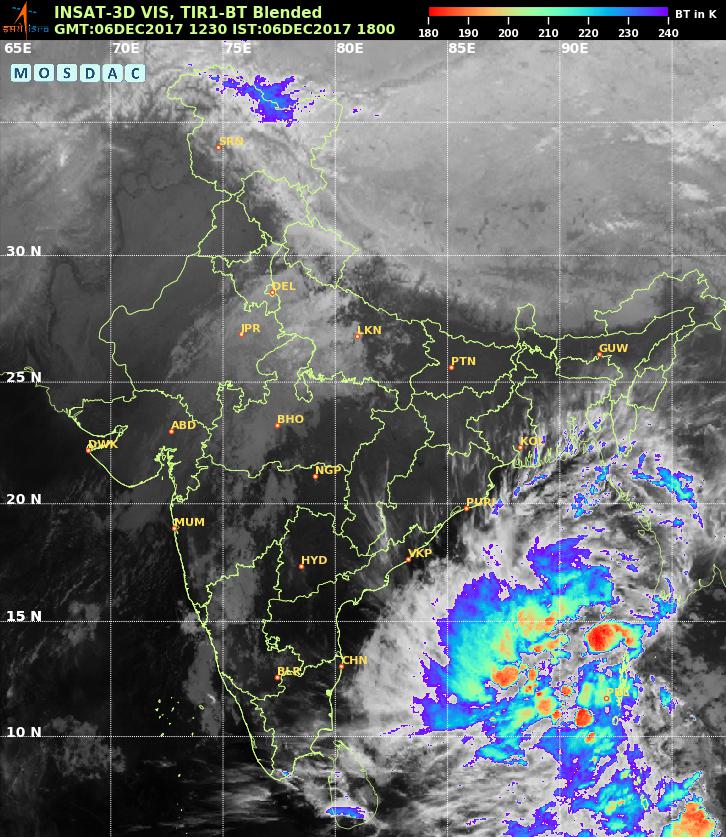 INSAT-3D VIS, TIR1-BT Blended
GMT:06DEC2017 1230 IST:06DEC2017 1800
BT in K
180 190 200 210 220 230 240
65E 70E 75E 80E 85E 90E
MOSDAC
SRN
30 N
DEL
JPR
LKN
GUW
PTN
25 N
ABD
BHO
DWK
KOL
NGP
20 N
PURI
MUM
VKP
HYD
15 N
CHN
BLR
10 N